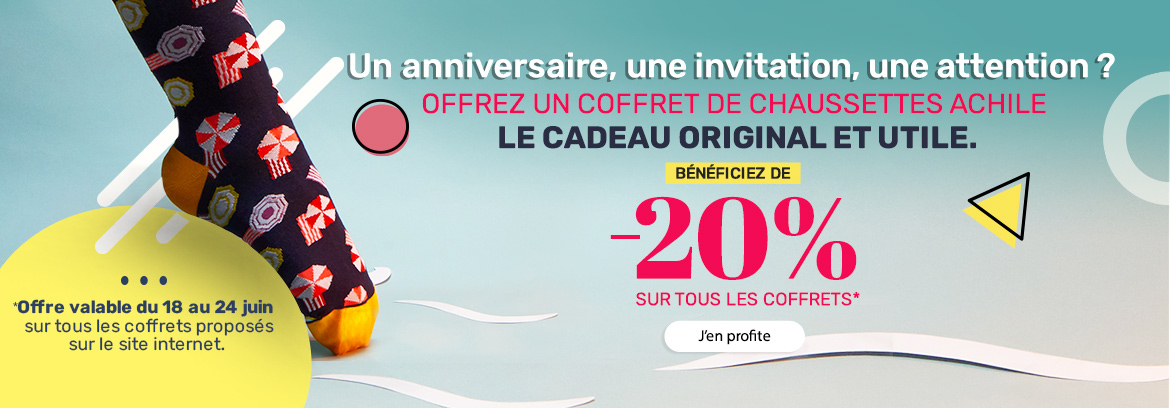 Un anniversaire, une invitation, une attention ?
OFFREZ UN COFFRET DE CHAUSSETTES ACHILE
LE CADEAU ORIGINAL ET UTILE.
BÉNÉFICIEZ DE
-20%
SUR TOUS LES COFFRETS*
J'en profite
*Offre valable du 18 au 24 juin
sur tous les coffrets proposés
sur le site internet.